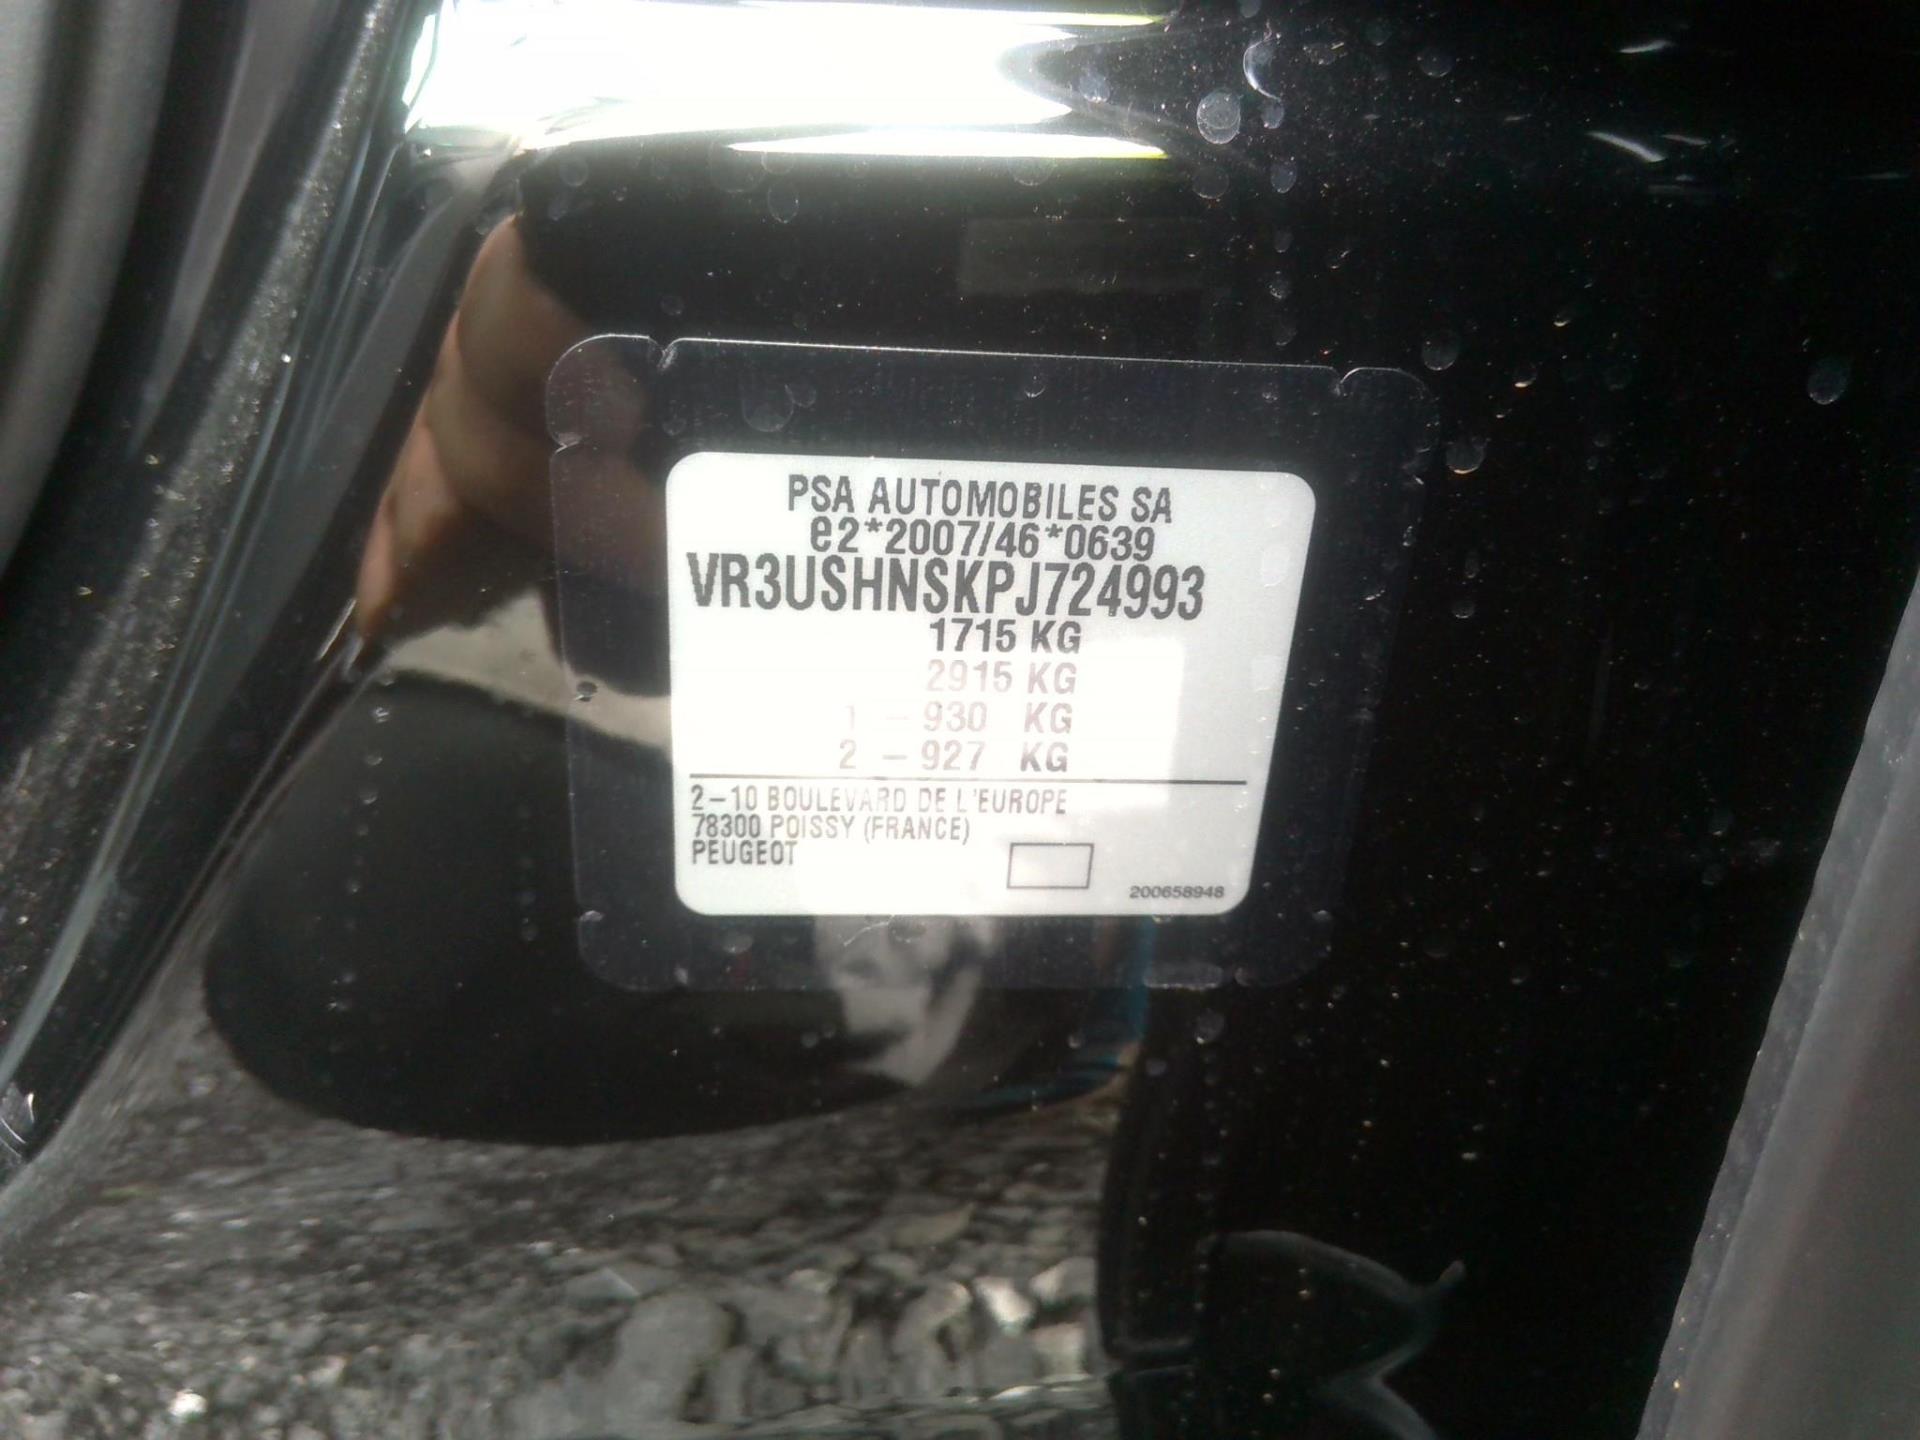 PSA AUTOMOBILES SA
e2*2007/46*0639
VR3USHNSKPJ724993
1715 KG
2915 KG
1 – 930 KG
2 – 927 KG
2–10 BOULEVARD DE L'EUROPE
78300 POISSY (FRANCE)
PEUGEOT
200658948